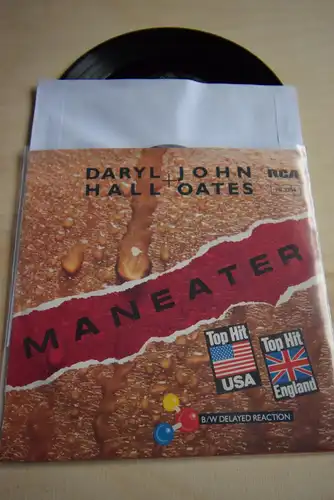 DARYL JOHN
HALL + OATES
RCA
MANEATER
Top Hit
USA
Top Hit
England
B/W DELAYED REACTION